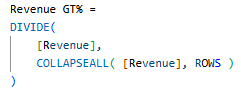 Revenue GT% =
DIVIDE(
[Revenue],
COLLAPSEALL( [Revenue], ROWS )
)